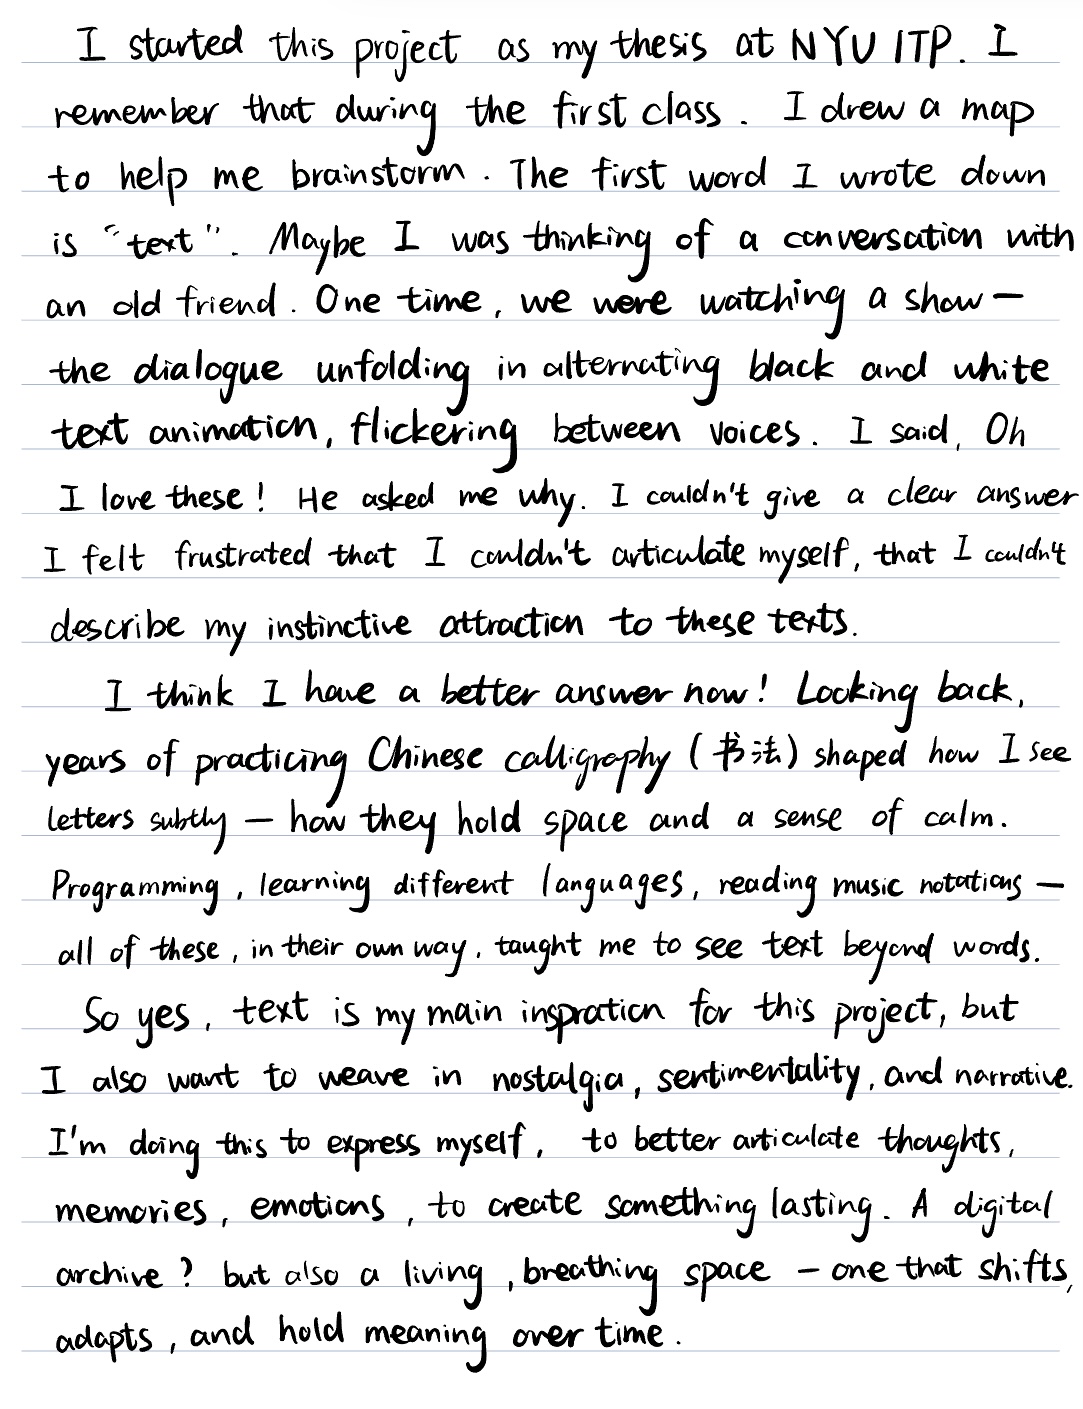 I started this project as my thesis at NYU ITP. I
remember that during the first class. I drew a map
to help me brainstorm. The first word I wrote down
is "text". Maybe I was thinking of a conversation with
an old friend. One time, we were watching a show —
the dialogue unfolding in alternating black and white
text animation, flickering between voices. I said, Oh
I love these! He asked me why. I couldn't give a clear answer
I felt frustrated that I couldn't articulate myself, that I couldn't
describe my instinctive attraction to these texts.
I think I have a better answer now! Looking back,
years of practicing Chinese calligraphy (书法) shaped how I see
letters subtly — how they hold space and a sense of calm.
Programming, learning different languages, reading music notations —
all of these, in their own way, taught me to see text beyond words.
So yes, text is my main inspration for this project, but
I also want to weave in nostalgia, sentimentality, and narrative.
I'm doing this to express myself, to better articulate thoughts,
memories, emotions, to create something lasting. A digital
archive? but also a living, breathing space — one that shifts,
adapts, and hold meaning over time.